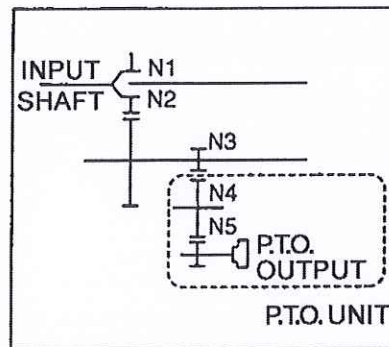 INPUT
SHAFT
N1
N2
N3
N4
N5
P.T.O.
OUTPUT
P.T.O. UNIT